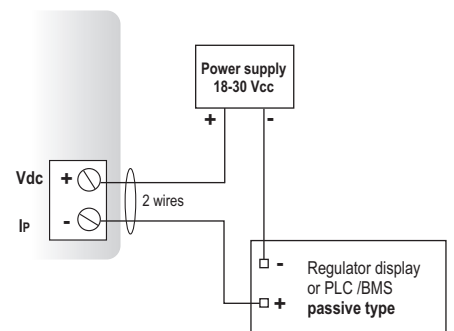 Power supply
18-30 Vcc
+ -
Vdc + 
2 wires
IP -
- Regulator display
or PLC /BMS
+ passive type